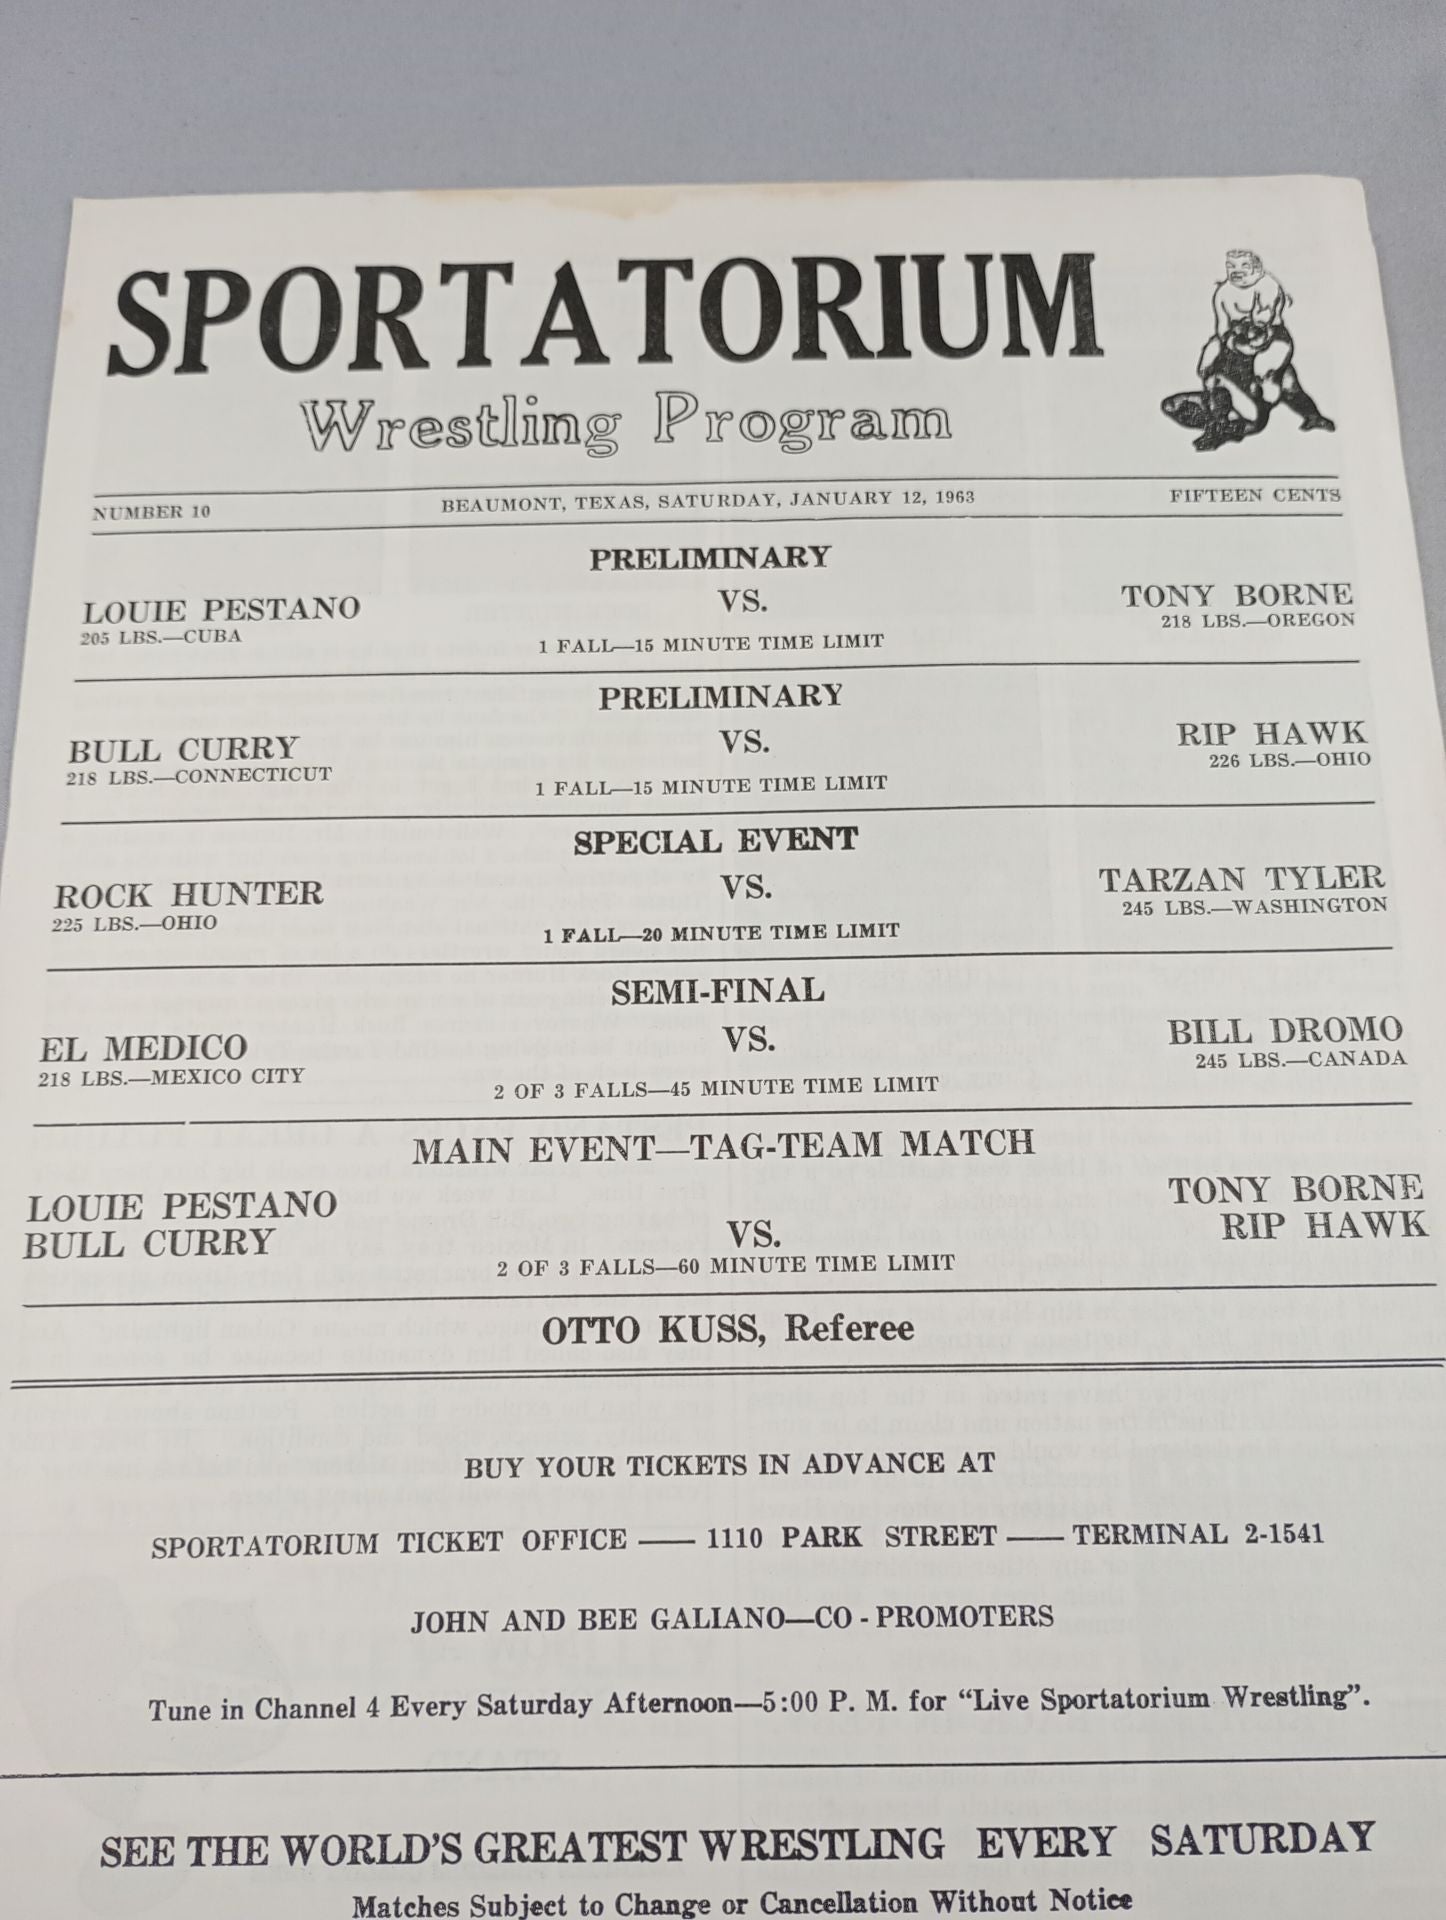 SPORTATORIUM
Wrestling Program
NUMBER 10 BEAUMONT, TEXAS, SATURDAY, JANUARY 12, 1963 FIFTEEN CENTS
PRELIMINARY
LOUIE PESTANO VS. TONY BORNE
205 LBS.—CUBA 218 LBS.—OREGON
1 FALL—15 MINUTE TIME LIMIT
PRELIMINARY
BULL CURRY VS. RIP HAWK
218 LBS.—CONNECTICUT 226 LBS.—OHIO
1 FALL—15 MINUTE TIME LIMIT
SPECIAL EVENT
ROCK HUNTER VS. TARZAN TYLER
225 LBS.—OHIO 245 LBS.—WASHINGTON
1 FALL—20 MINUTE TIME LIMIT
SEMI-FINAL
EL MEDICO VS. BILL DROMO
218 LBS.—MEXICO CITY 245 LBS.—CANADA
2 OF 3 FALLS—45 MINUTE TIME LIMIT
MAIN EVENT—TAG-TEAM MATCH
LOUIE PESTANO TONY BORNE
BULL CURRY VS. RIP HAWK
2 OF 3 FALLS—60 MINUTE TIME LIMIT
OTTO KUSS, Referee
BUY YOUR TICKETS IN ADVANCE AT
SPORTATORIUM TICKET OFFICE —— 1110 PARK STREET —— TERMINAL 2-1541
JOHN AND BEE GALIANO—CO - PROMOTERS
Tune in Channel 4 Every Saturday Afternoon—5:00 P. M. for “Live Sportatorium Wrestling”.
SEE THE WORLD'S GREATEST WRESTLING EVERY SATURDAY
Matches Subject to Change or Cancellation Without Notice